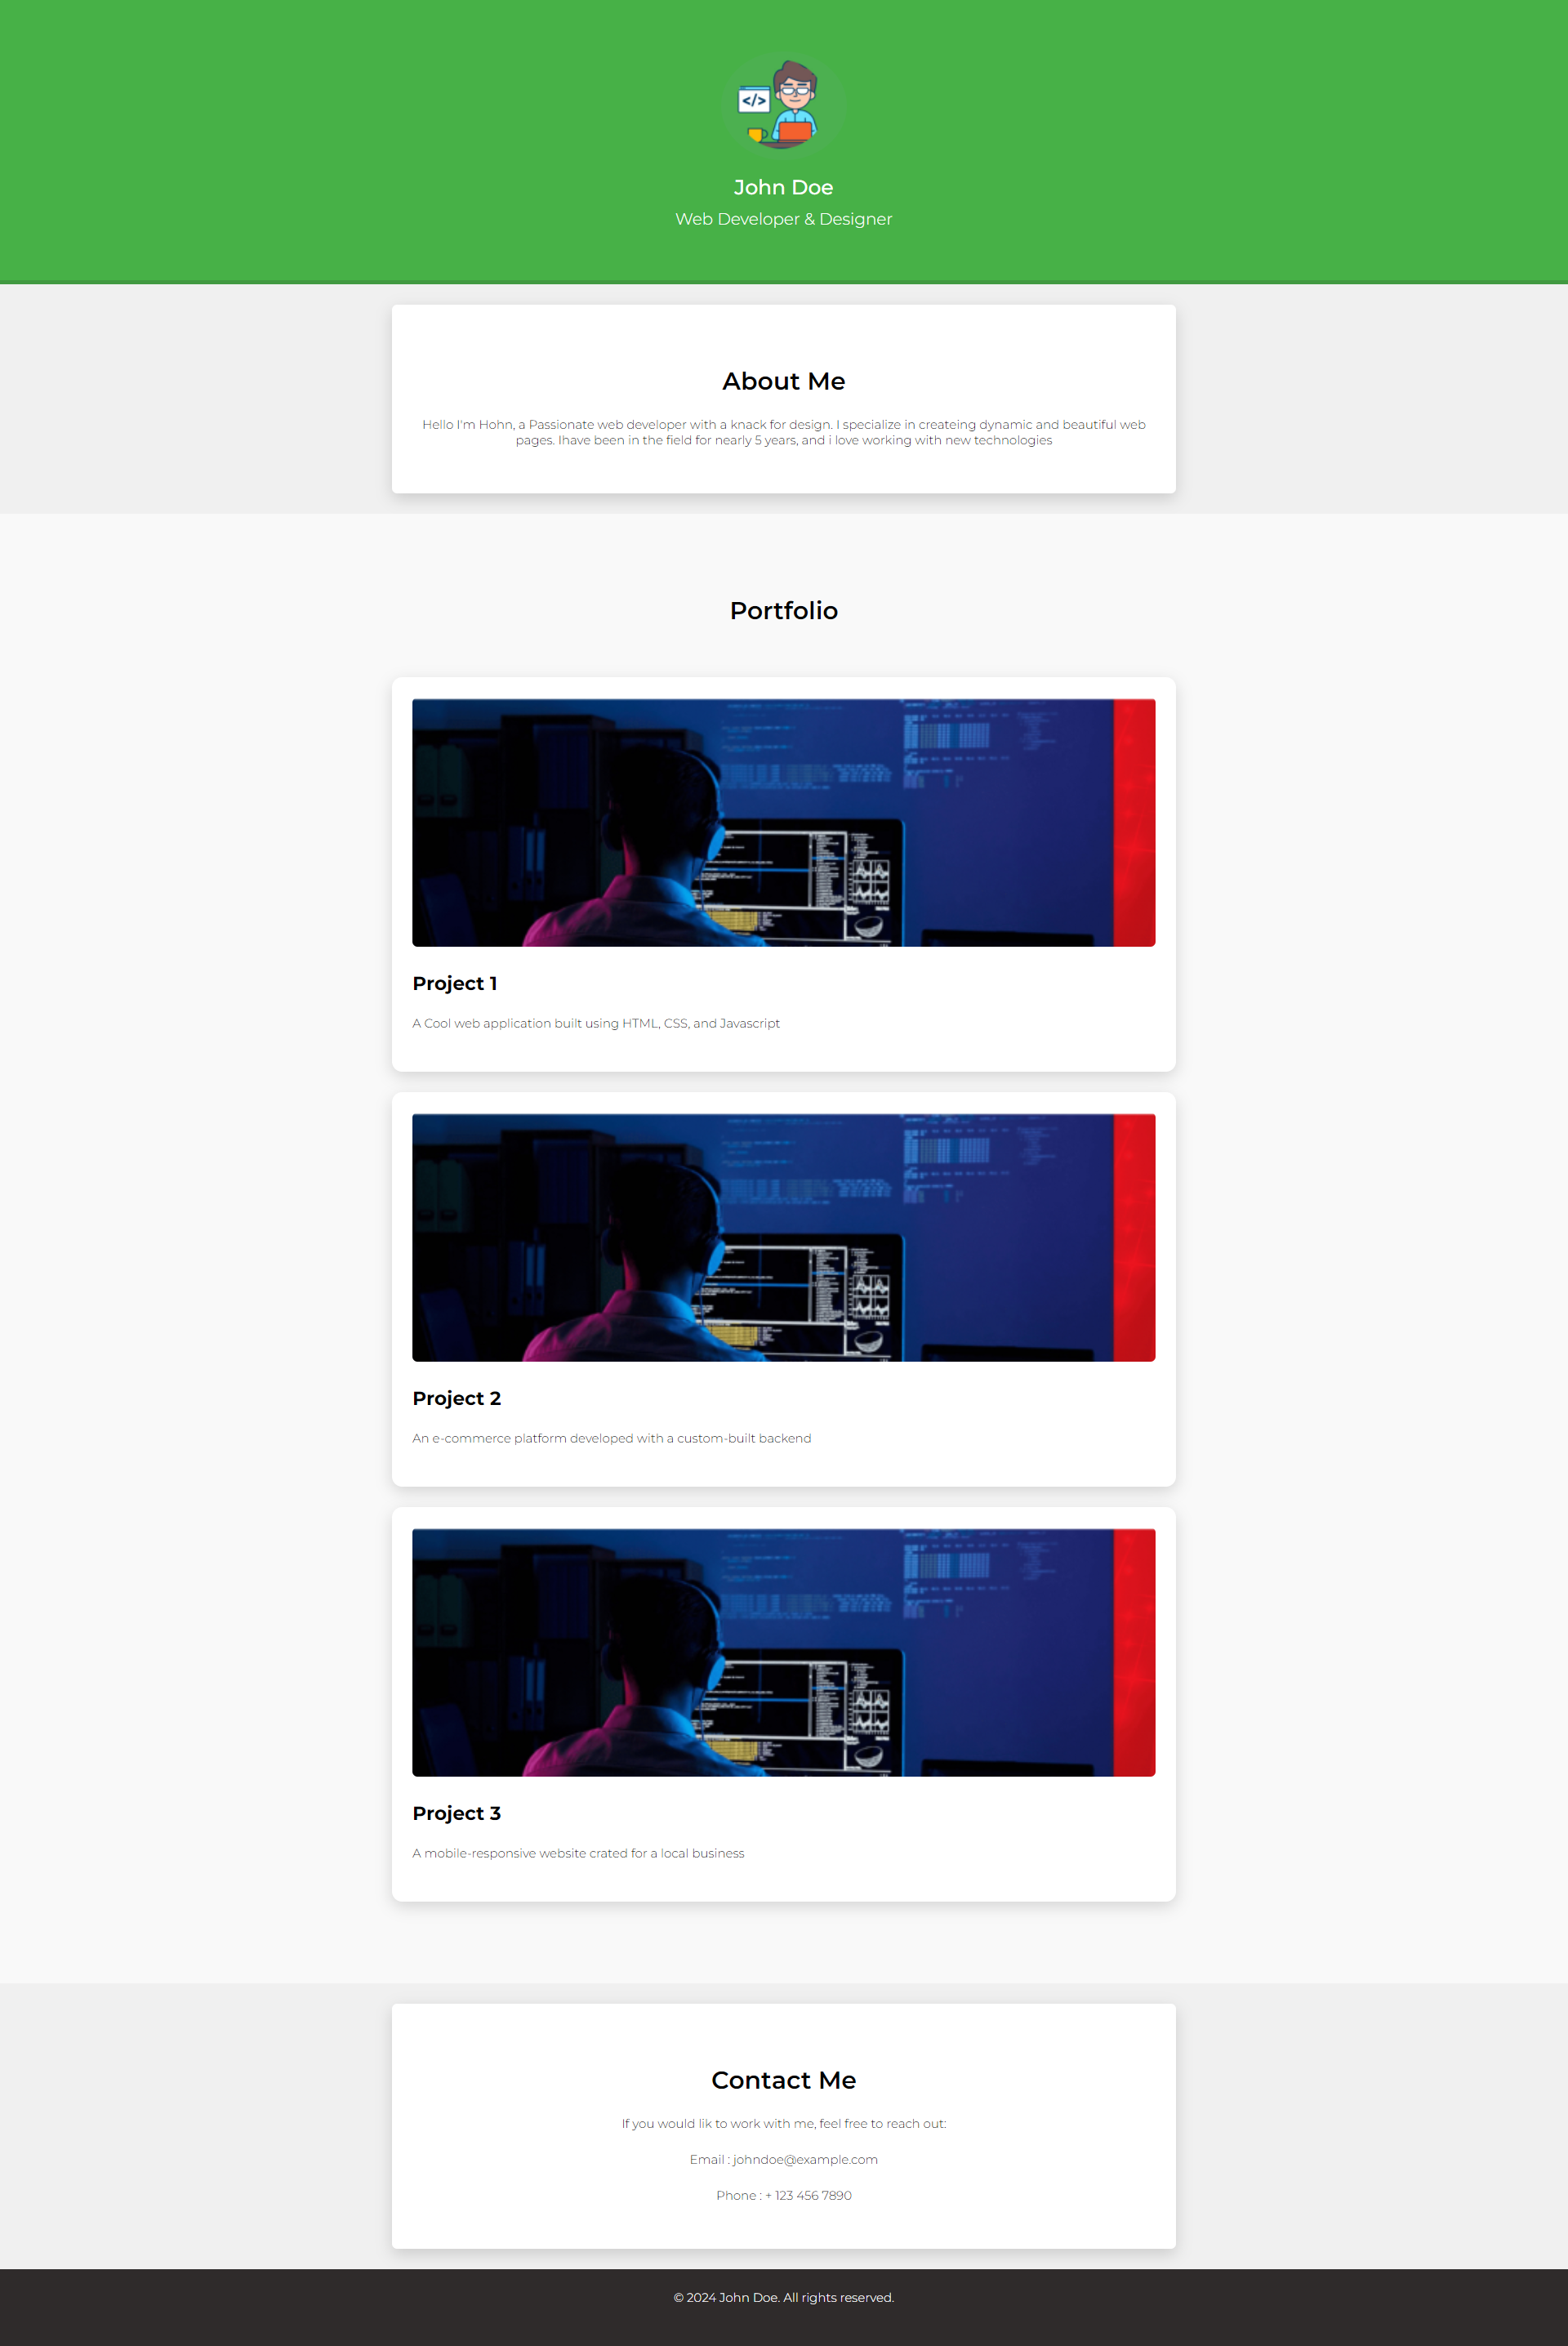 </>
John Doe
Web Developer & Designer
About Me
Hello I'm Hohn, a Passionate web developer with a knack for design. I specialize in createing dynamic and beautiful web
pages. Ihave been in the field for nearly 5 years, and i love working with new technologies
Portfolio
Project 1
A Cool web application built using HTML, CSS, and Javascript
Project 2
An e-commerce platform developed with a custom-built backend
Project 3
A mobile-responsive website crated for a local business
Contact Me
If you would lik to work with me, feel free to reach out:
Email : johndoe@example.com
Phone : + 123 456 7890
© 2024 John Doe. All rights reserved.